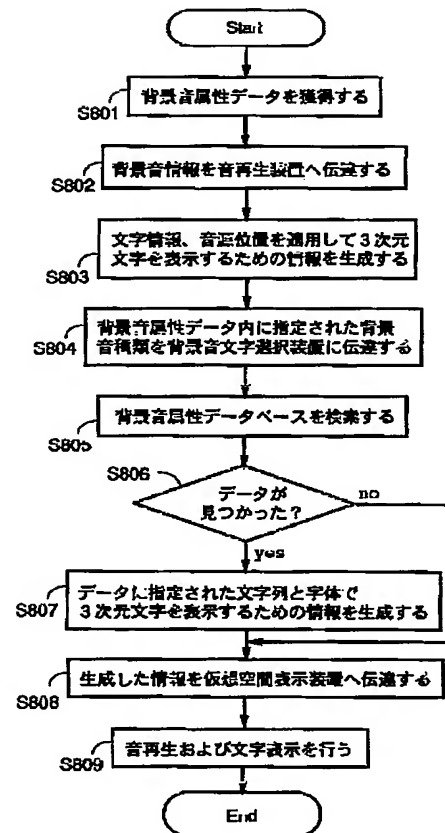 Start
背景音属性データを獲得する
S801
背景音情報を音再生装置へ伝達する
S802
文字情報、音源位置を適用して3次元
文字を表示するための情報を生成する
S803
背景音属性データ内に指定された背景
音種類を背景音文字選択装置に伝達する
S804
背景音属性データベースを検索する
S805
S806
データが
見つかった?
no
yes
データに指定された文字列と字体で
3次元文字を表示するための情報を生成する
S807
生成した情報を仮想空間表示装置へ伝達する
S808
音再生および文字表示を行う
S809
End